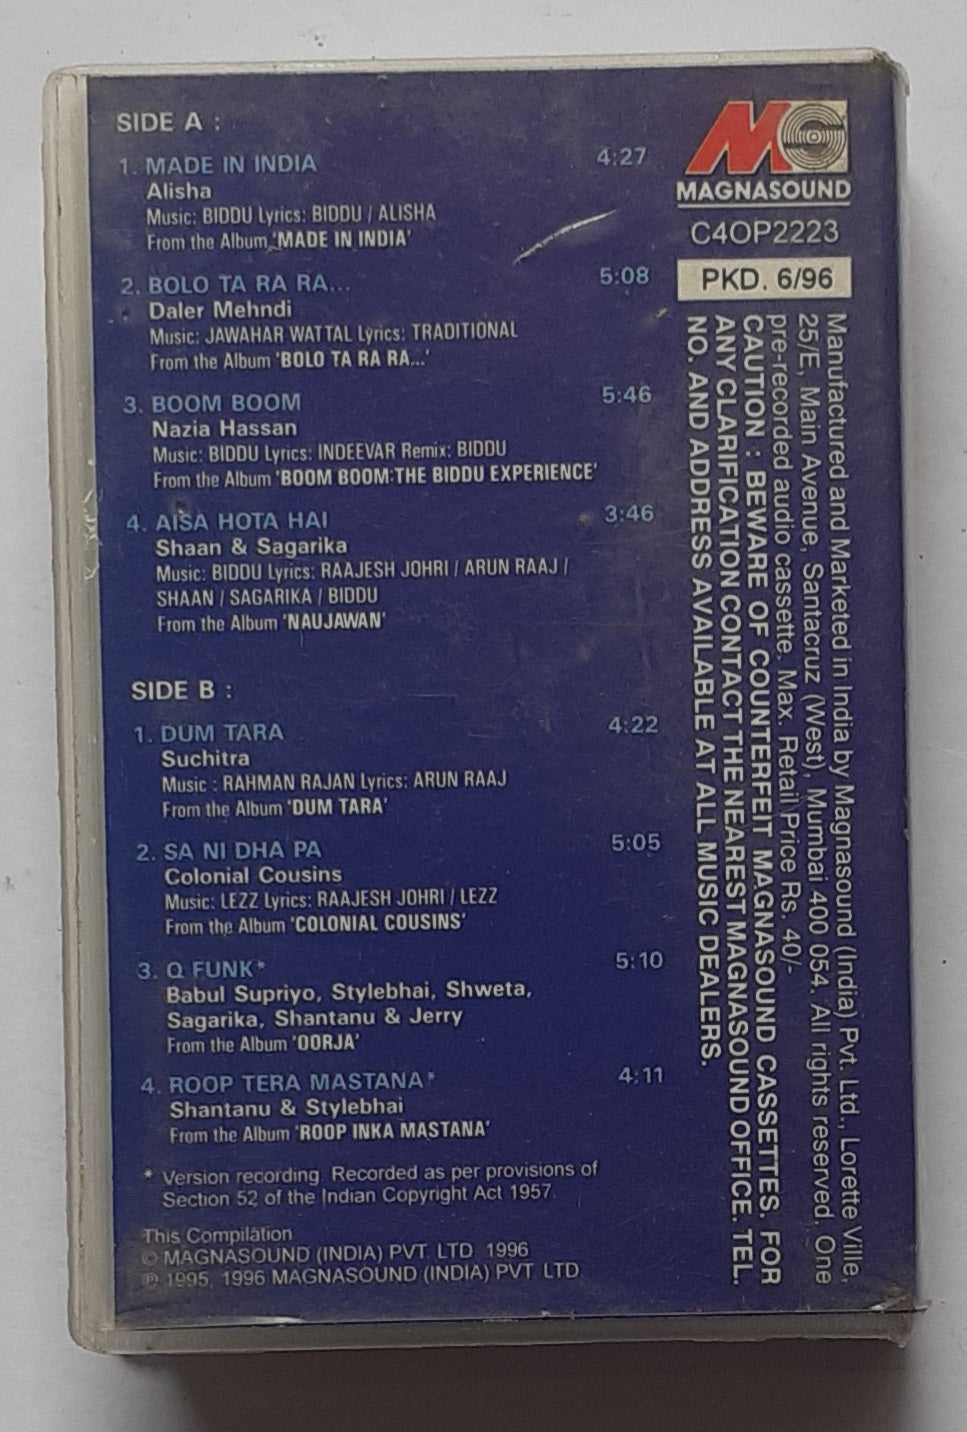 SIDE A :
1. MADE IN INDIA 4:27
Alisha
Music: BIDDU Lyrics: BIDDU / ALISHA
From the Album 'MADE IN INDIA'
2. BOLO TA RA RA... 5:08
Daler Mehndi
Music: JAWAHAR WATTAL Lyrics: TRADITIONAL
From the Album 'BOLO TA RA RA...'
3. BOOM BOOM 5:46
Nazia Hassan
Music: BIDDU Lyrics: INDEEVAR Remix: BIDDU
From the Album 'BOOM BOOM:THE BIDDU EXPERIENCE'
4. AISA HOTA HAI 3:46
Shaan & Sagarika
Music: BIDDU Lyrics: RAAJESH JOHRI / ARUN RAAJ /
SHAAN / SAGARIKA / BIDDU
From the Album 'NAUJAWAN'
SIDE B :
1. DUM TARA 4:22
Suchitra
Music : RAHMAN RAJAN Lyrics: ARUN RAAJ
From the Album 'DUM TARA'
2. SA NI DHA PA 5:05
Colonial Cousins
Music: LEZZ Lyrics: RAAJESH JOHRI / LEZZ
From the Album 'COLONIAL COUSINS'
3. Q FUNK* 5:10
Babul Supriyo, Stylebhai, Shweta,
Sagarika, Shantanu & Jerry
From the Album 'OORJA'
4. ROOP TERA MASTANA* 4:11
Shantanu & Stylebhai
From the Album 'ROOP INKA MASTANA'
* Version recording. Recorded as per provisions of
Section 52 of the Indian Copyright Act 1957.
This Compilation
© MAGNASOUND (INDIA) PVT. LTD. 1996
℗ 1995, 1996 MAGNASOUND (INDIA) PVT. LTD
MG
MAGNASOUND
C4OP2223
PKD. 6/96
Manufactured and Marketed in India by Magnasound (India) Pvt. Ltd., Lorette Ville,
25/E, Main Avenue, Santacruz (West), Mumbai 400 054. All rights reserved. One
pre-recorded audio cassette. Max. Retail Price Rs. 40/-
CAUTION : BEWARE OF COUNTERFEIT MAGNASOUND CASSETTES. FOR
ANY CLARIFICATION CONTACT THE NEAREST MAGNASOUND OFFICE. TEL.
NO. AND ADDRESS AVAILABLE AT ALL MUSIC DEALERS.